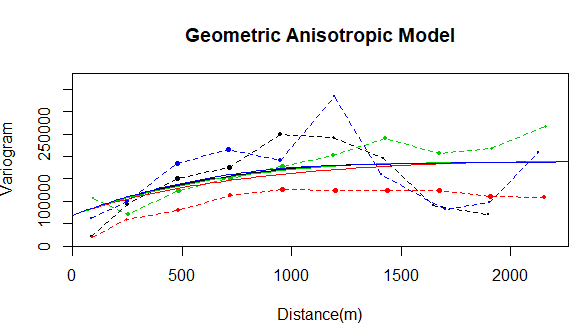 Geometric Anisotropic Model
Variogram
0 100000 250000
0 500 1000 1500 2000
Distance(m)